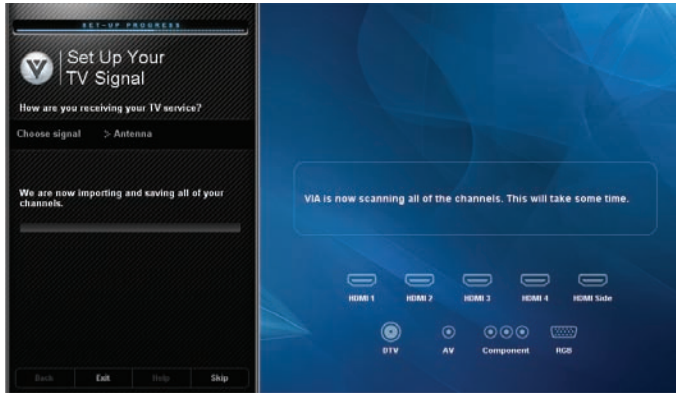 SET-UP PROGRESS
V
Set Up Your
TV Signal
How are you receiving your TV service?
Choose signal :- Antenna
We are now importing and saving all of your
channels.
Back Exit Help Skip
VIA is now scanning all of the channels. This will take some time.
HDMI 1 HDMI 2 HDMI 3 HDMI 4 HDMI Side
DTV AV Component RGB